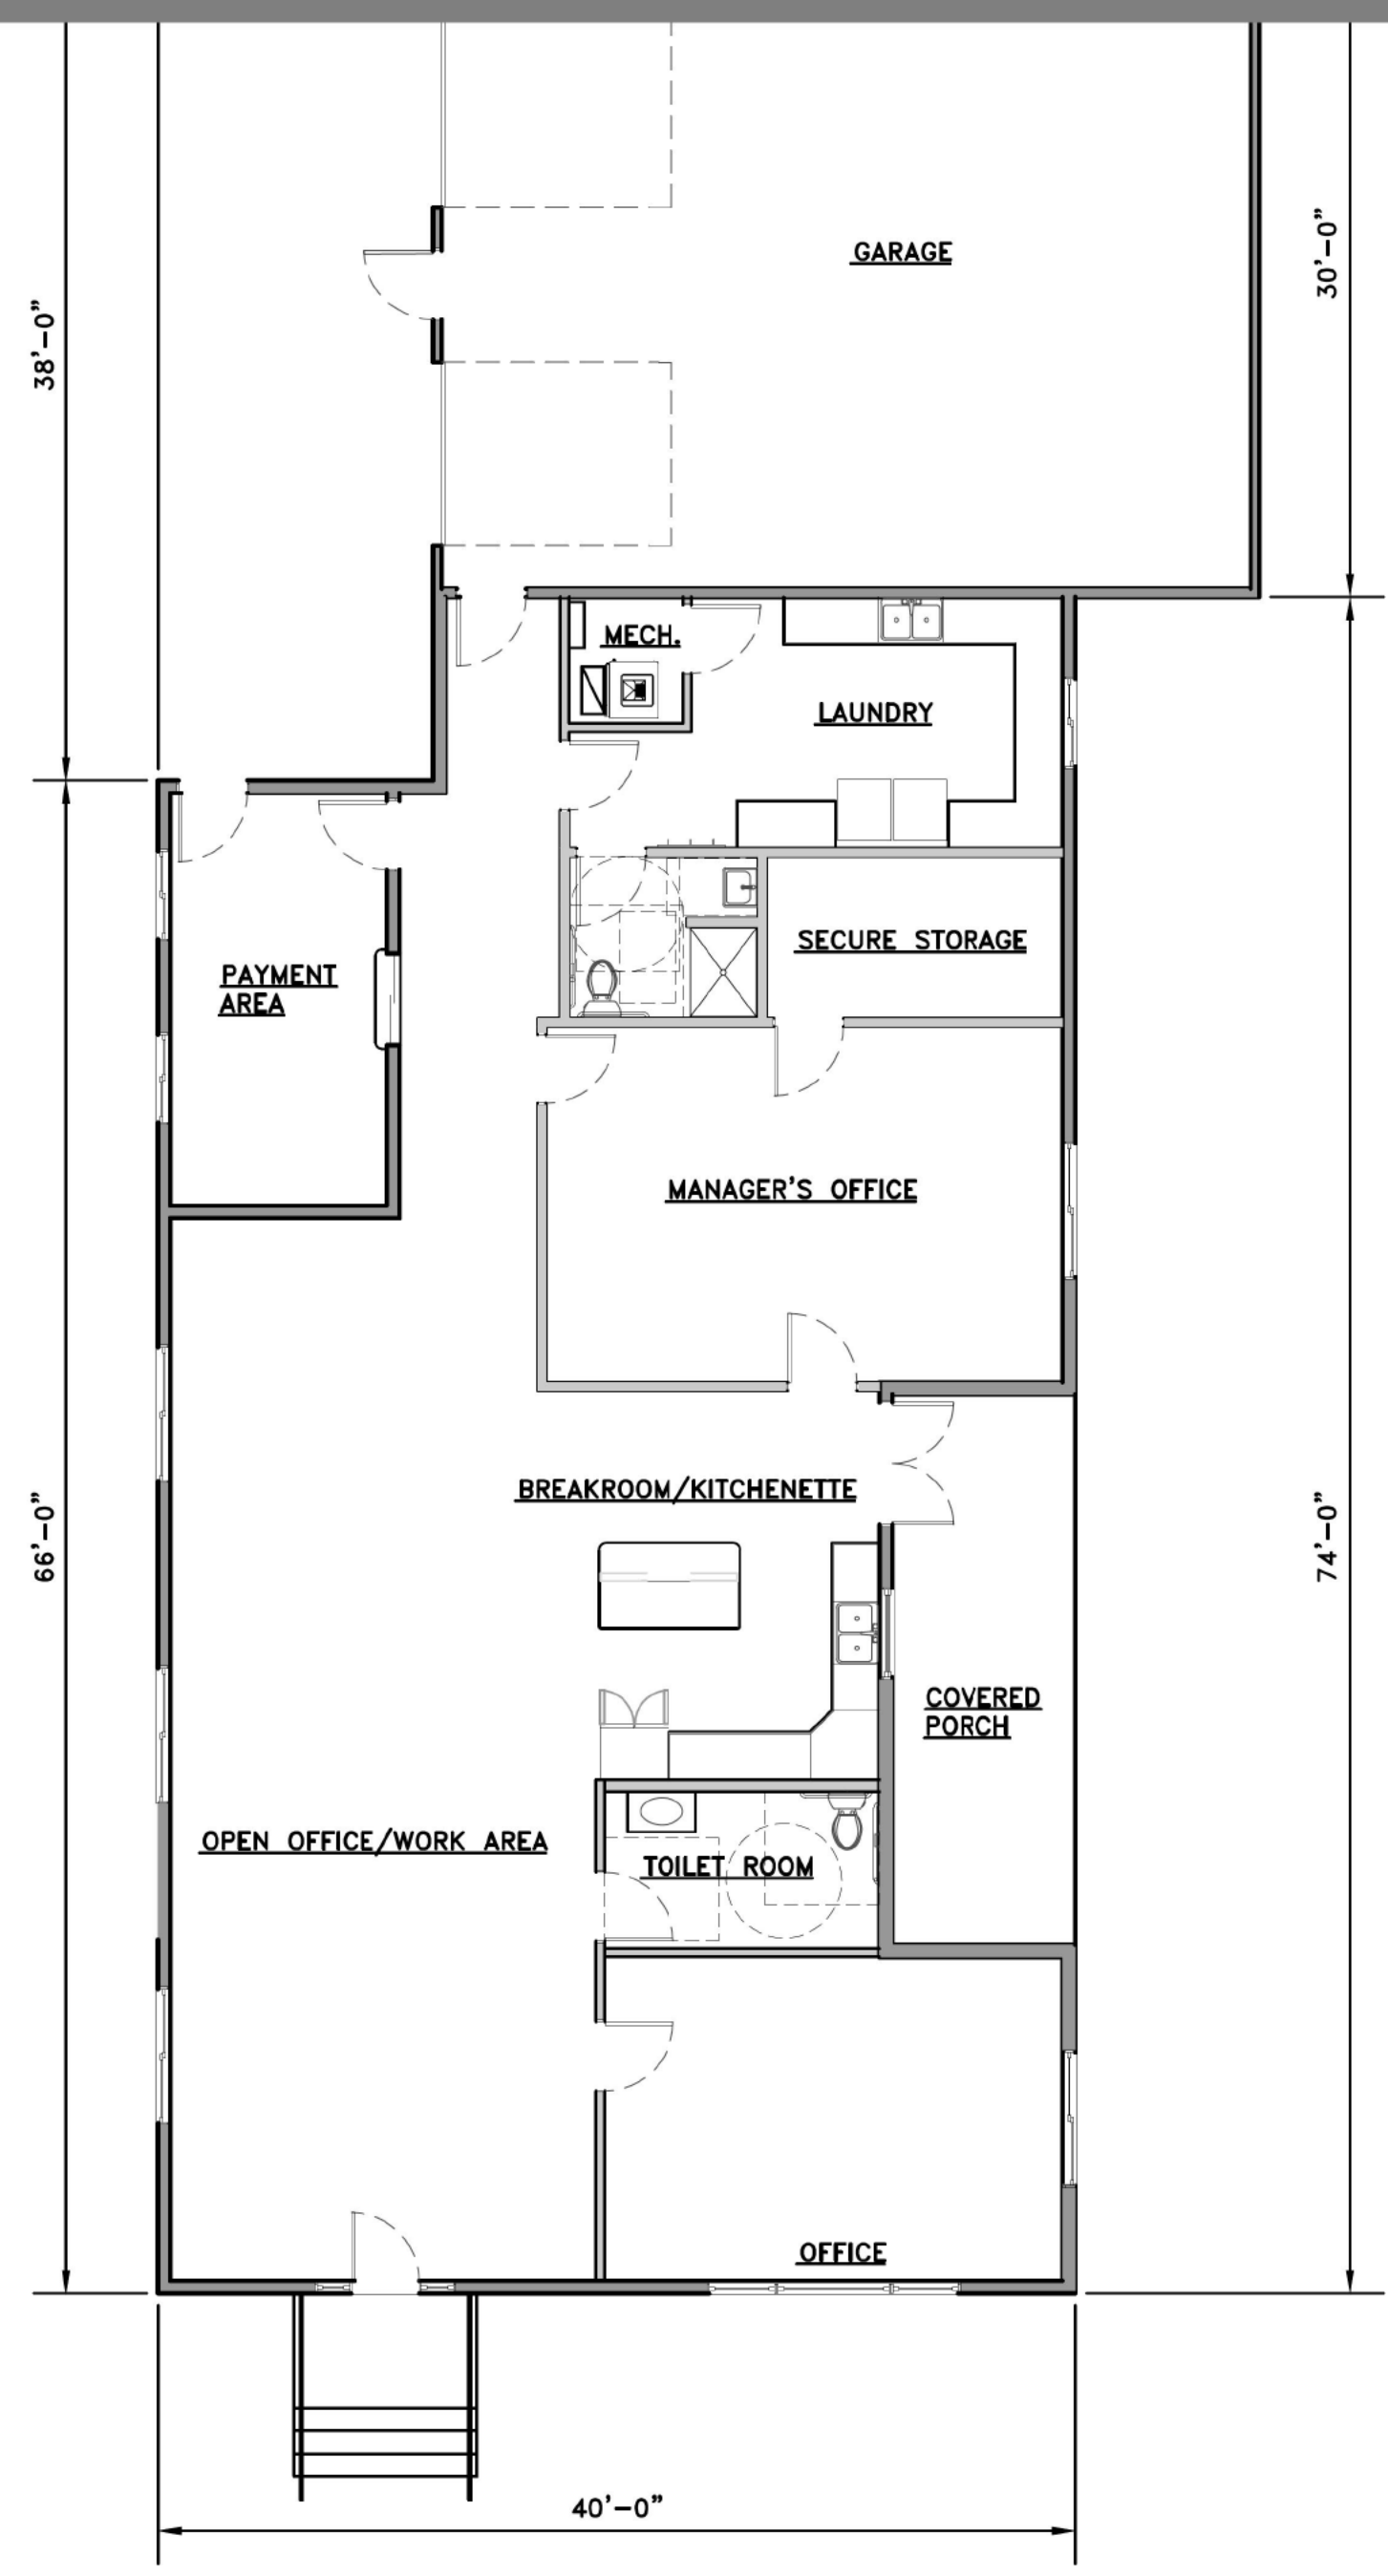 GARAGE
30'-0"
38'-0"
MECH.
LAUNDRY
SECURE STORAGE
PAYMENT
AREA
MANAGER'S OFFICE
BREAKROOM/KITCHENETTE
66'-0"
74'-0"
COVERED
PORCH
OPEN OFFICE/WORK AREA
TOILET ROOM
OFFICE
40'-0"